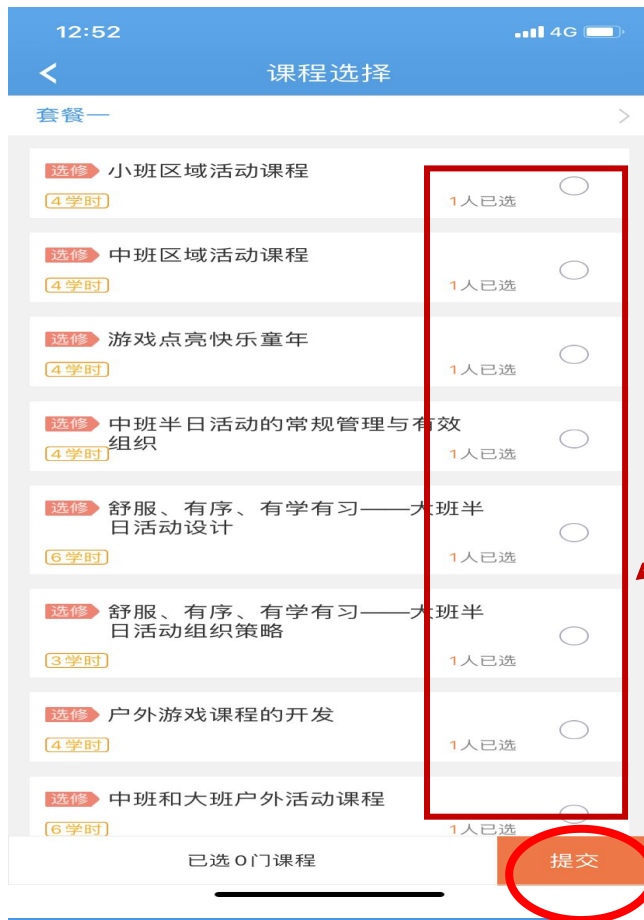 12:52
4G
课程选择
套餐一
选修 小班区域活动课程
4学时 1人已选
选修 中班区域活动课程
4学时 1人已选
选修 游戏点亮快乐童年
4学时 1人已选
选修 中班半日活动的常规管理与有效
组织
4学时 1人已选
选修 舒服、有序、有学有习——大班半
日活动设计
6学时 1人已选
选修 舒服、有序、有学有习——大班半
日活动组织策略
3学时 1人已选
选修 户外游戏课程的开发
4学时 1人已选
选修 中班和大班户外活动课程
6学时 1人已选
已选0门课程 提交